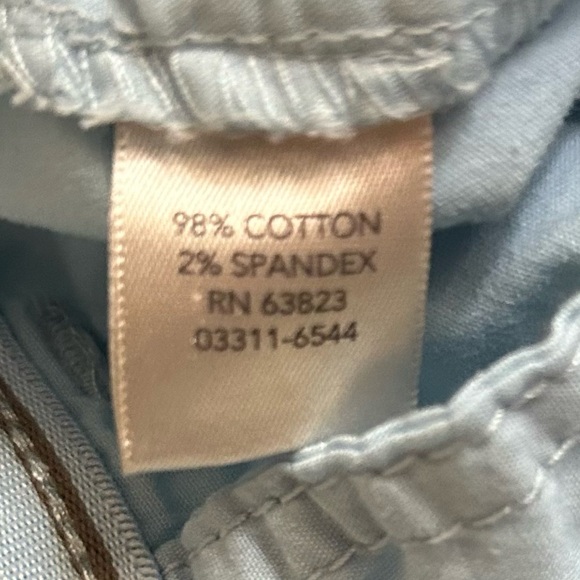 98% COTTON
2% SPANDEX
RN 63823
03311-6544